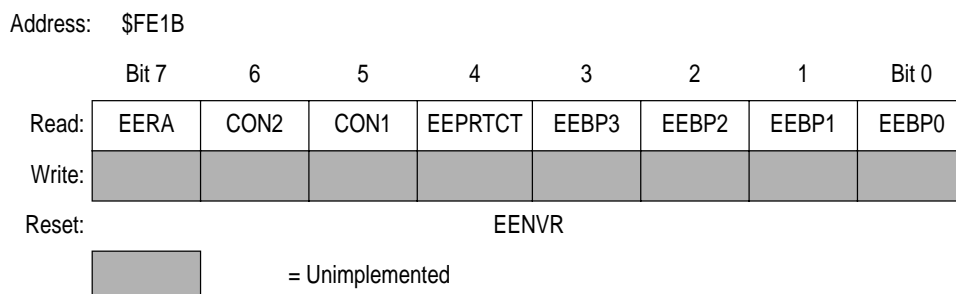 Address: $FE1B
Bit 7 6 5 4 3 2 1 Bit 0
Read: EERA CON2 CON1 EEPRTCT EEBP3 EEBP2 EEBP1 EEBP0
Write:
Reset: EENVR
= Unimplemented